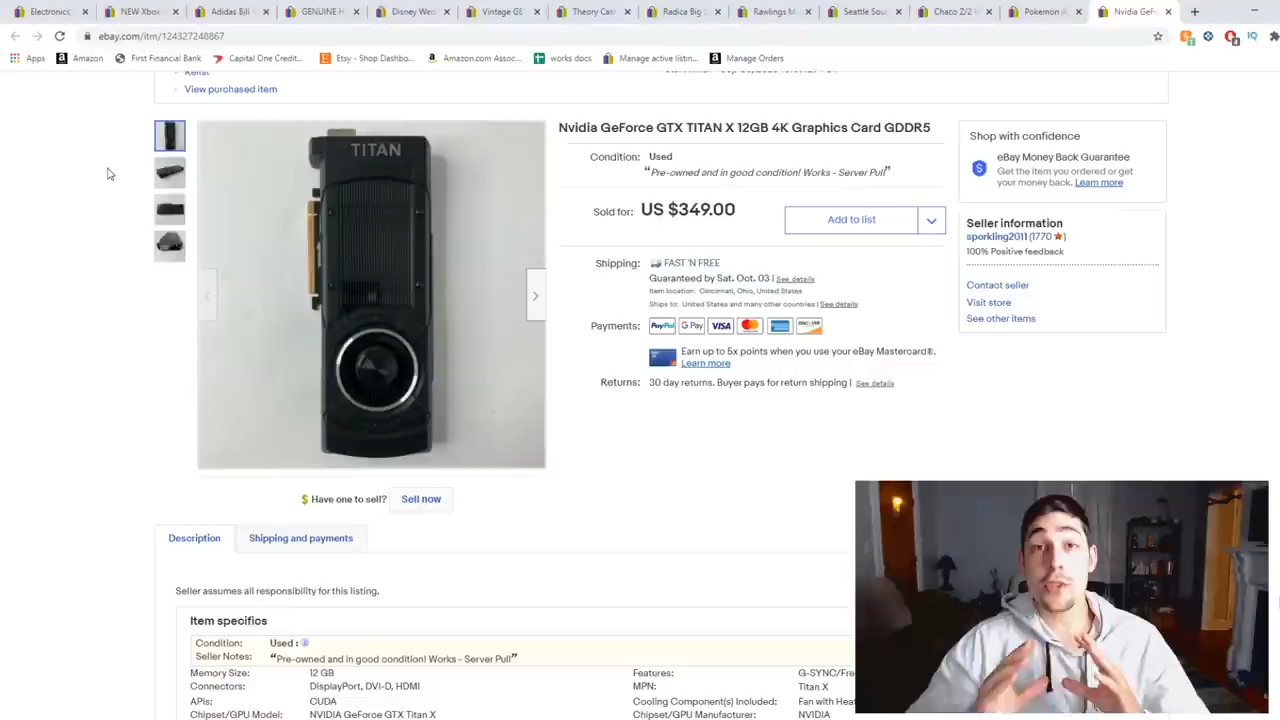 Electronics
NEW Xbox
Adidas Bill
GENUINE H
Disney Wes
Vintage GE
Theory Cas
Radica Big
Rawlings M
Seattle Sou
Chaco Z/2
Pokemon A
Nvidia GeF
ebay.com/itm/124327248867
Apps
Amazon
First Financial Bank
Capital One Credit...
Etsy - Shop Dashbo...
Amazon.com Assoc...
works docs
Manage active listin...
Manage Orders
Relist
View purchased item
TITAN
Nvidia GeForce GTX TITAN X 12GB 4K Graphics Card GDDR5
Condition: Used
“Pre-owned and in good condition! Works - Server Pull”
Sold for: US $349.00
Add to list
Shipping: FAST 'N FREE
Guaranteed by Sat. Oct. 03 | See details
Item location: Cincinnati, Ohio, United States
Ships to: United States and many other countries | See details
Payments: PayPal G Pay VISA
Earn up to 5x points when you use your eBay Mastercard®.
Learn more
Returns: 30 day returns. Buyer pays for return shipping | See details
Shop with confidence
eBay Money Back Guarantee
Get the item you ordered or get
your money back. Learn more
Seller information
sporkling2011 (1770)
100% Positive feedback
Contact seller
Visit store
See other items
Have one to sell? Sell now
Description
Shipping and payments
Seller assumes all responsibility for this listing.
Item specifics
Condition: Used :
Seller Notes: “Pre-owned and in good condition! Works - Server Pull”
Memory Size: 12 GB
Features: G-SYNC/Fre
Connectors: DisplayPort, DVI-D, HDMI
MPN: Titan X
APIs: CUDA
Cooling Component(s) Included: Fan with Hea
Chipset/GPU Model: NVIDIA GeForce GTX Titan X
Chipset/GPU Manufacturer: NVIDIA